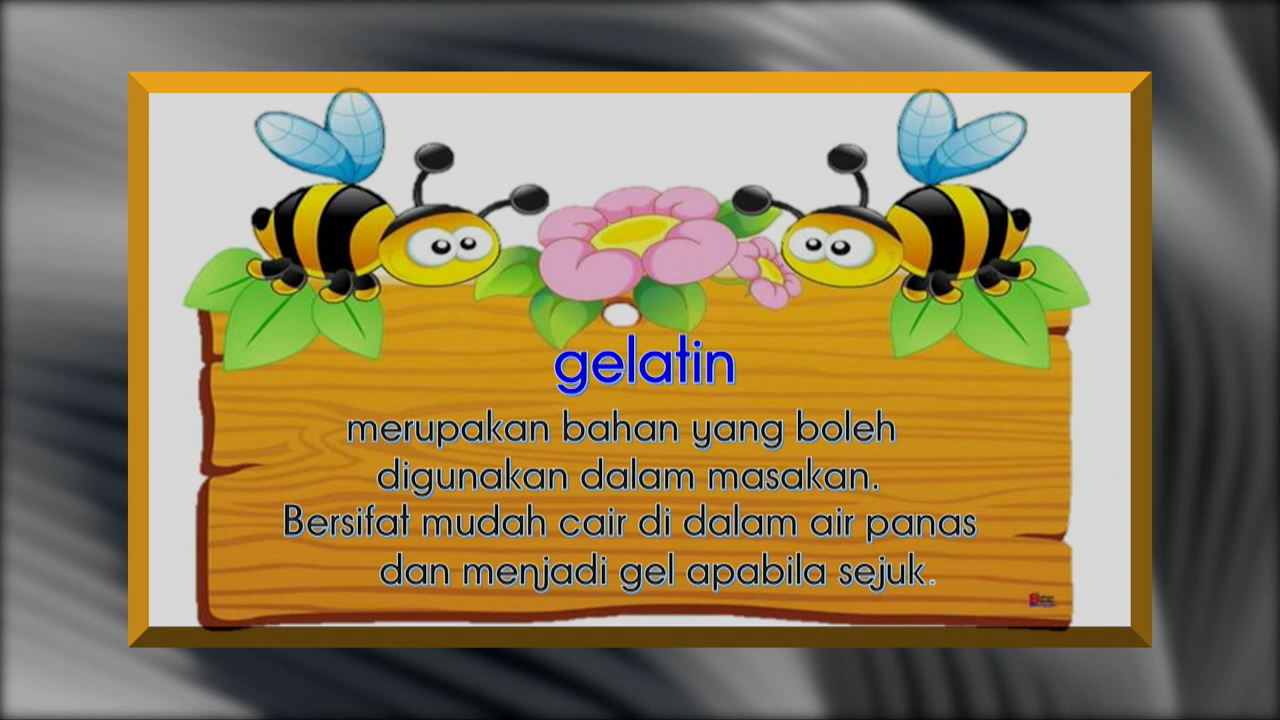 gelatin
merupakan bahan yang boleh
digunakan dalam masakan.
Bersifat mudah cair di dalam air panas
dan menjadi gel apabila sejuk.